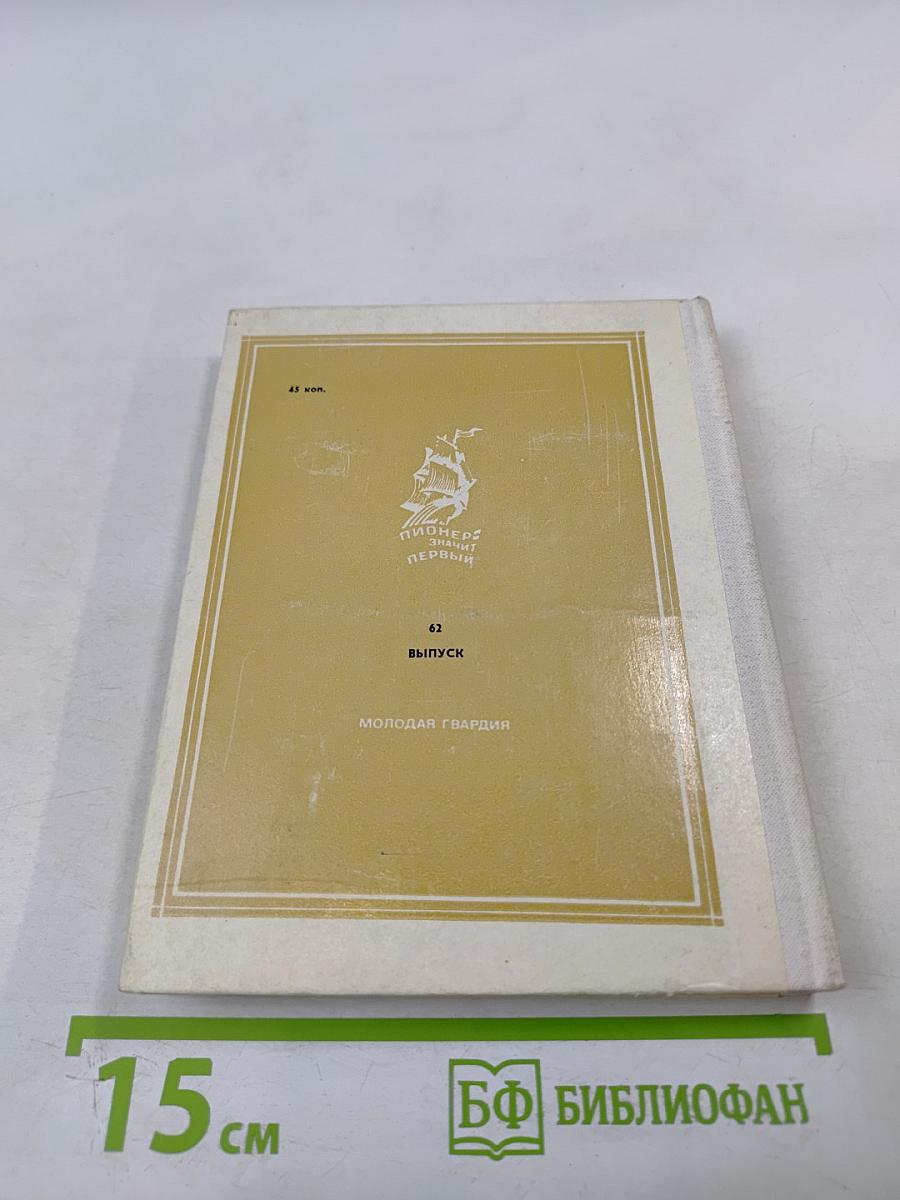 45 коп.
ПИОНЕР—
ЗНАЧИТ
ПЕРВЫЙ
62
ВЫПУСК
МОЛОДАЯ ГВАРДИЯ
15 см
БФ БИБЛИОФАН